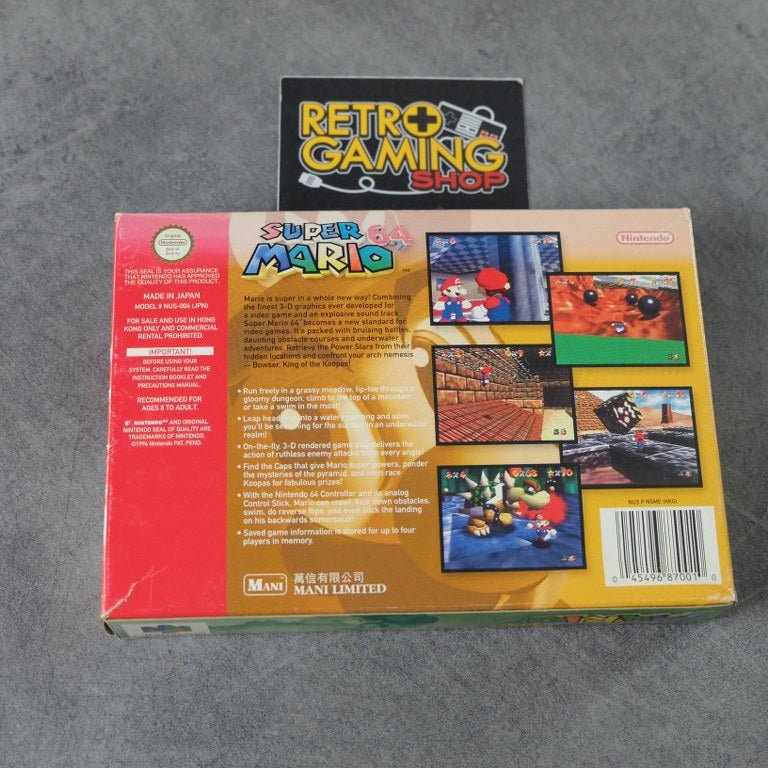 RETRO
GAMING
SHOP
Original
Nintendo
Seal of
Quality
THIS SEAL IS YOUR ASSURANCE
THAT NINTENDO HAS APPROVED
THE QUALITY OF THIS PRODUCT.
MADE IN JAPAN
MODEL # NUS-006 (JPN)
FOR SALE AND USE IN HONG
KONG ONLY AND COMMERCIAL
RENTAL PROHIBITED.
IMPORTANT!
BEFORE USING YOUR
SYSTEM, CAREFULLY READ THE
INSTRUCTION BOOKLET AND
PRECAUTIONS MANUAL.
RECOMMENDED FOR
AGES 8 TO ADULT.
NINTENDO AND ORIGINAL
NINTENDO SEAL OF QUALITY ARE
TRADEMARKS OF NINTENDO.
©1996 Nintendo PAT. PEND.
SUPER
MARIO 64 ™
Mario is super in a whole new way! Combining
the finest 3-D graphics ever developed for
a video game and an explosive sound track,
Super Mario 64 becomes a new standard for
video games. It's packed with bruising battles,
daunting obstacle courses and underwater
adventures. Retrieve the Power Stars from their
hidden locations and confront your arch nemesis
— Bowser, King of the Koopas!
• Run freely in a grassy meadow, tip-toe through a
gloomy dungeon, climb to the top of a mountain
or take a swim in the moat!
• Leap headfirst into a watery painting and soon
you'll be searching for the surface in an underwater
realm!
• On-the-fly, 3-D rendered game play delivers the
action of ruthless enemy attacks from every angle!
• Find the Caps that give Mario super powers, ponder
the mysteries of the pyramid, and even race
Koopas for fabulous prizes!
• With the Nintendo 64 Controller and its analog
Control Stick, Mario can crawl, kick down obstacles,
swim, do reverse flips, and even stick the landing
on his backwards somersault!
• Saved game information is stored for up to four
players in memory.
MANI
萬信有限公司
MANI LIMITED
Nintendo
NUS P NSME (HKG)
0 45496 87001 0